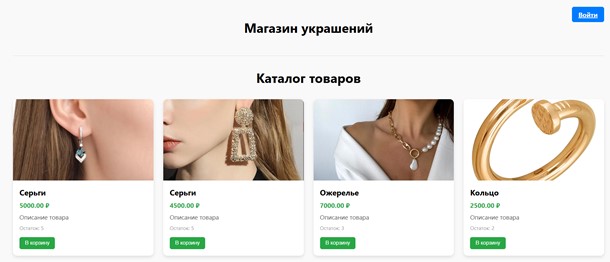 Войти
Магазин украшений
Каталог товаров
Серьги
5000.00 ₽
Описание товара
Остаток: 5
В корзину
Серьги
4500.00 ₽
Описание товара
Остаток: 5
В корзину
Ожерелье
7000.00 ₽
Описание товара
Остаток: 3
В корзину
Кольцо
2500.00 ₽
Описание товара
Остаток: 2
В корзину